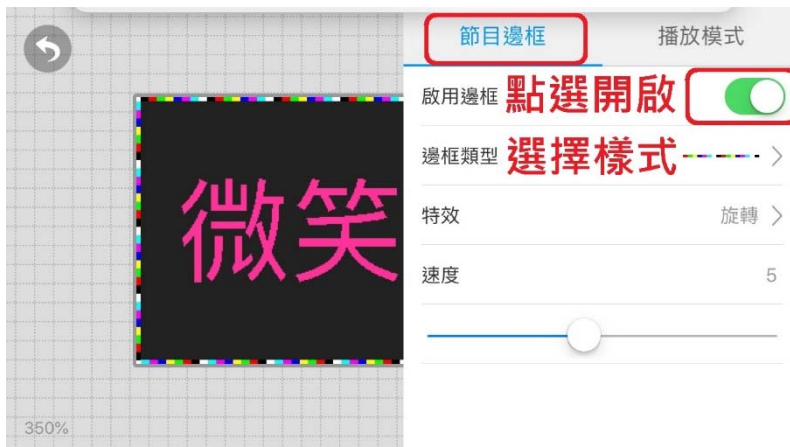 節目邊框 播放模式
啟用邊框 點選開啟
邊框類型 選擇樣式
微笑
特效 旋轉
速度 5
350%